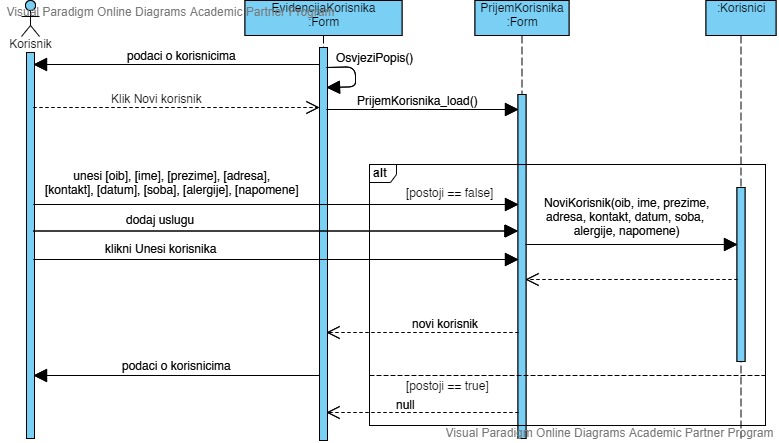 Visual Paradigm Online Diagrams Academic Partner Program
EvidencijaKorisnika
:Form
PrijemKorisnika
:Form
:Korisnici
Korisnik
podaci o korisnicima
OsvjeziPopis()
Klik Novi korisnik
PrijemKorisnika_load()
alt
unesi [oib], [ime], [prezime], [adresa],
[kontakt], [datum], [soba], [alergije], [napomene]
[postoji == false]
NoviKorisnik(oib, ime, prezime,
adresa, kontakt, datum, soba,
alergije, napomene)
dodaj uslugu
klikni Unesi korisnika
novi korisnik
podaci o korisnicima
[postoji == true]
null
Visual Paradigm Online Diagrams Academic Partner Program